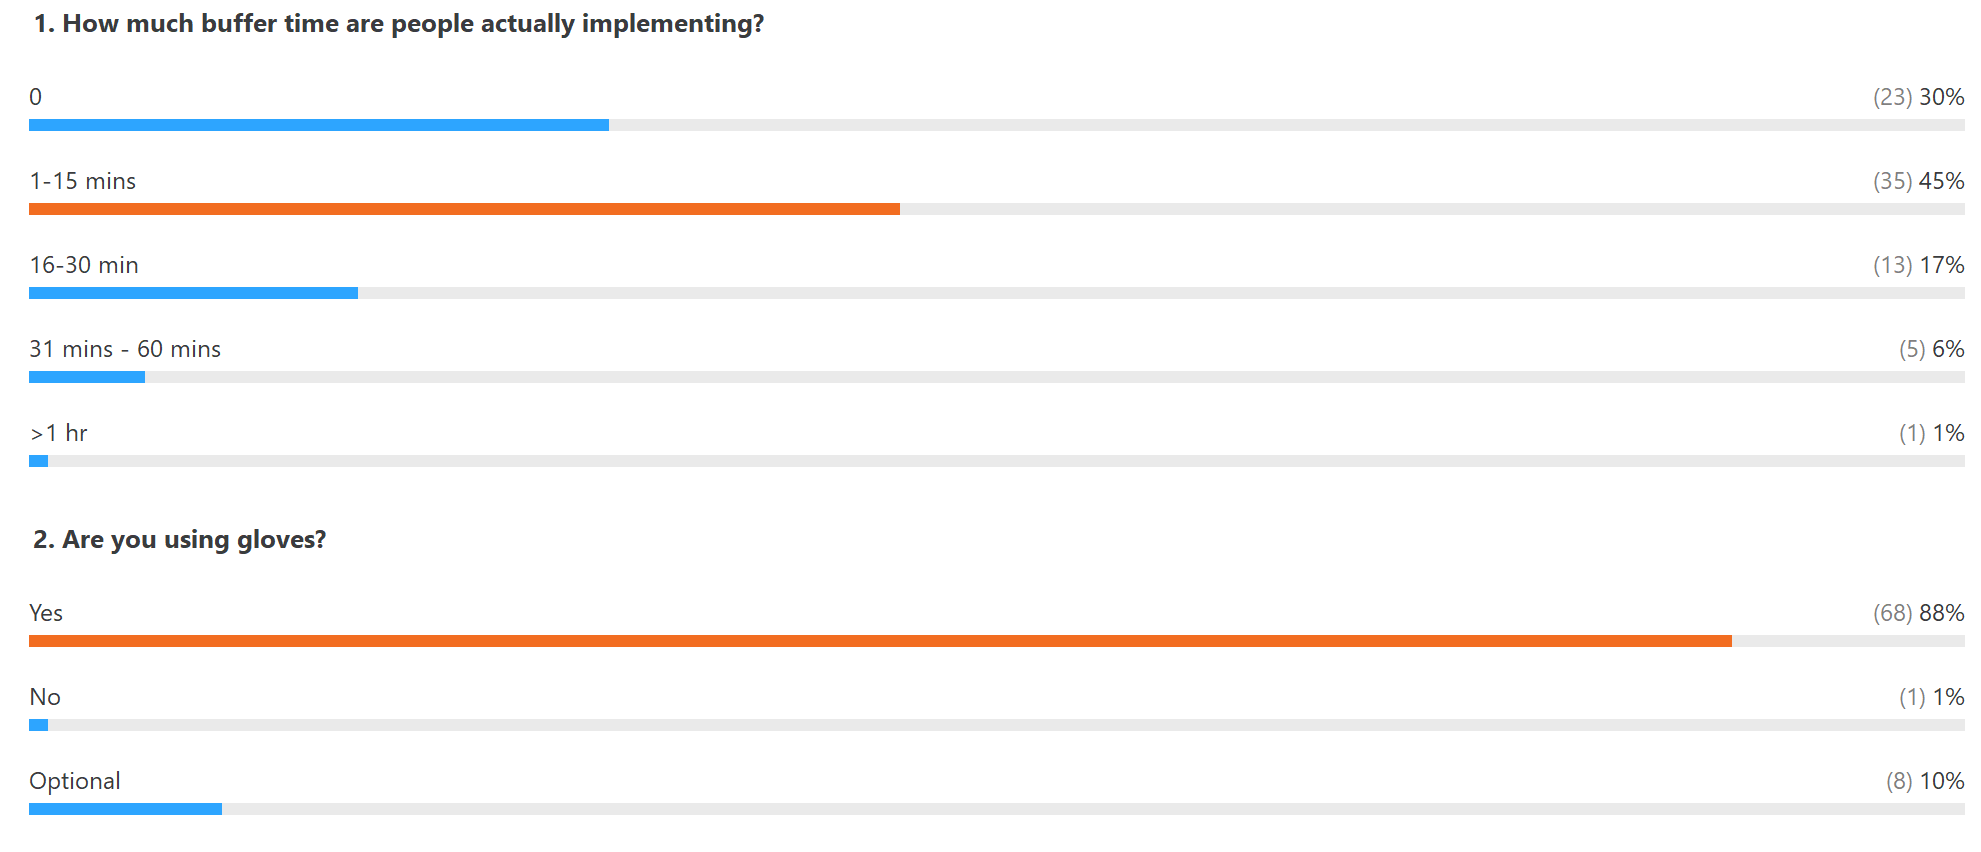 1. How much buffer time are people actually implementing?
0 (23) 30%
1-15 mins (35) 45%
16-30 min (13) 17%
31 mins - 60 mins (5) 6%
>1 hr (1) 1%
2. Are you using gloves?
Yes (68) 88%
No (1) 1%
Optional (8) 10%